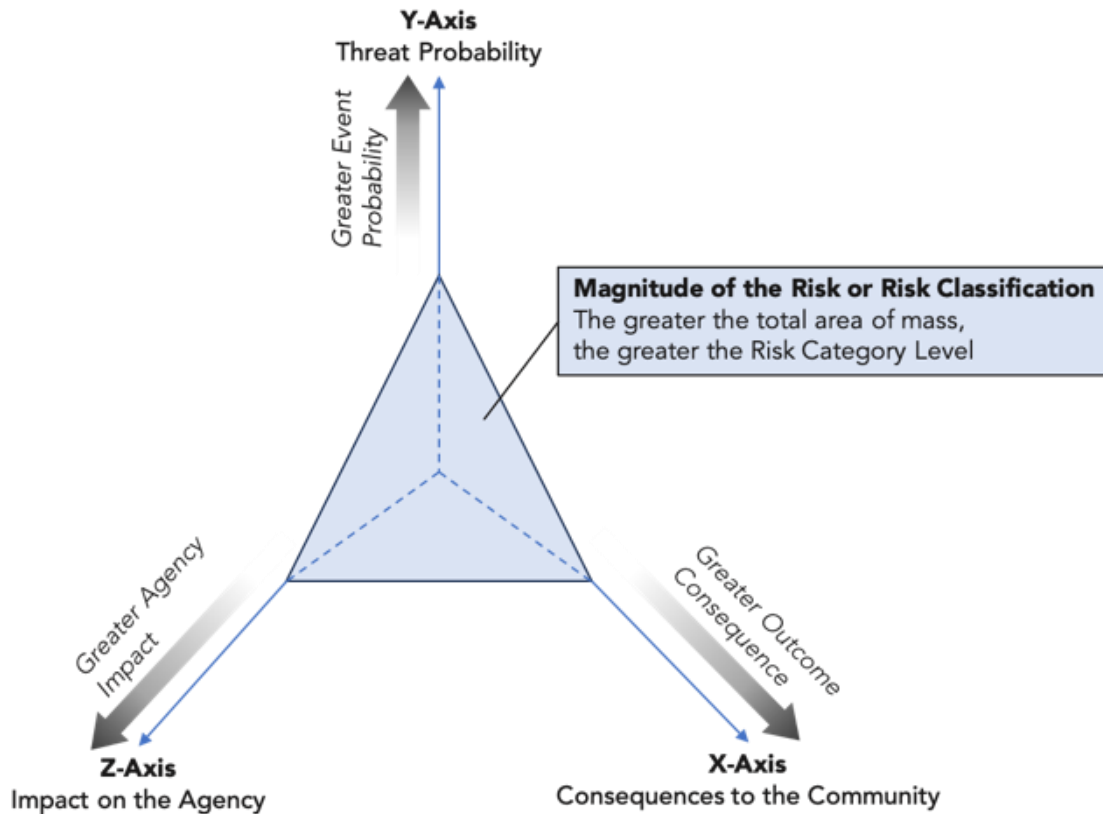 Y-Axis
Threat Probability
Greater Event
Probability
Magnitude of the Risk or Risk Classification
The greater the total area of mass,
the greater the Risk Category Level
Greater Agency
Impact
Greater Outcome
Consequence
Z-Axis
Impact on the Agency
X-Axis
Consequences to the Community